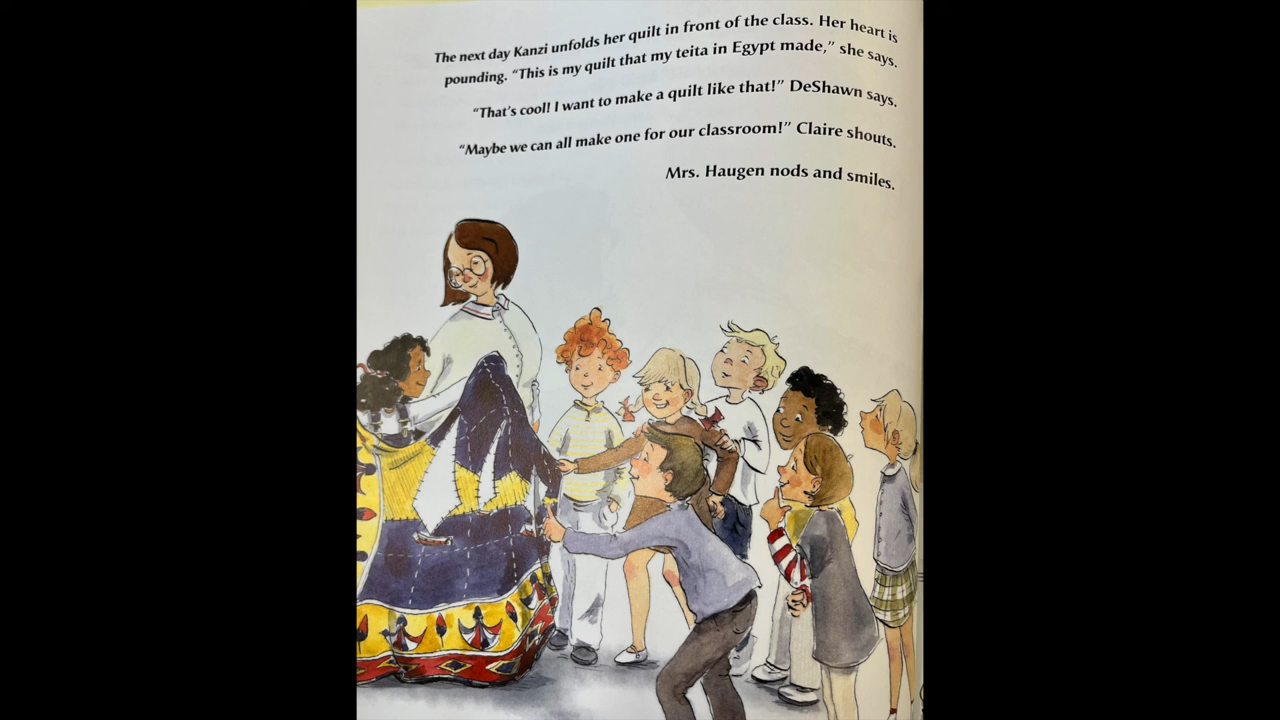 The next day Kanzi unfolds her quilt in front of the class. Her heart is
pounding. “This is my quilt that my teita in Egypt made,” she says.
“That’s cool! I want to make a quilt like that!” DeShawn says.
“Maybe we can all make one for our classroom!” Claire shouts.
Mrs. Haugen nods and smiles.